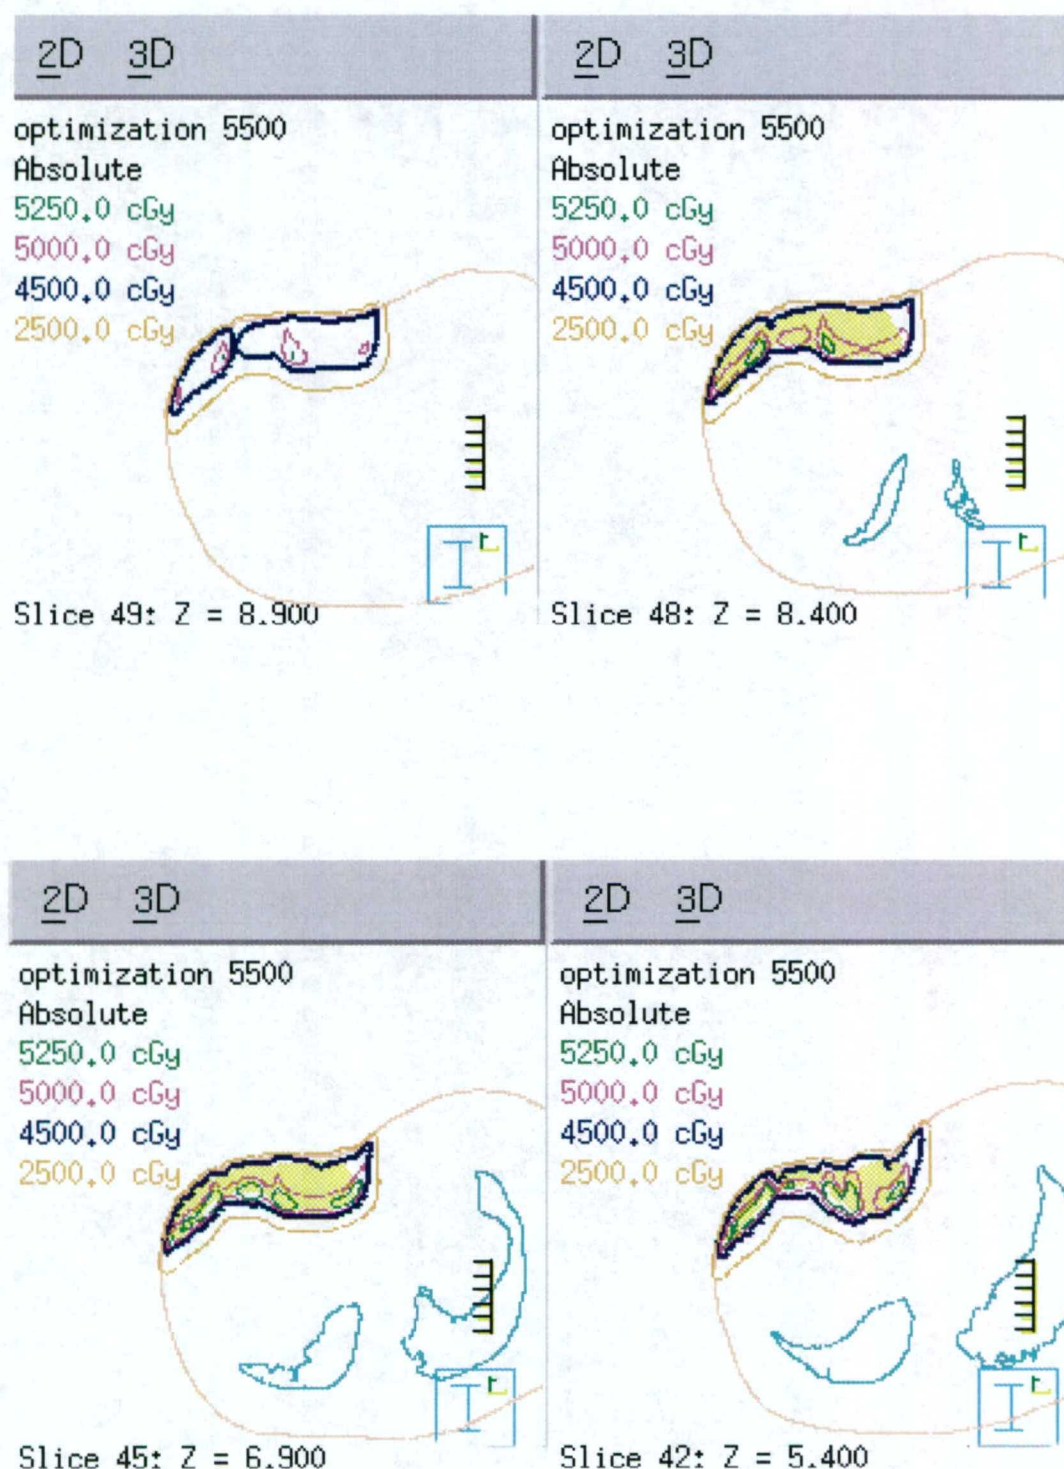 2D 3D
optimization 5500
Absolute
5250.0 cGy
5000.0 cGy
4500.0 cGy
2500.0 cGy
Slice 49: Z = 8.900
2D 3D
optimization 5500
Absolute
5250.0 cGy
5000.0 cGy
4500.0 cGy
2500.0 cGy
Slice 48: Z = 8.400
2D 3D
optimization 5500
Absolute
5250.0 cGy
5000.0 cGy
4500.0 cGy
2500.0 cGy
Slice 45: Z = 6.900
2D 3D
optimization 5500
Absolute
5250.0 cGy
5000.0 cGy
4500.0 cGy
2500.0 cGy
Slice 42: Z = 5.400